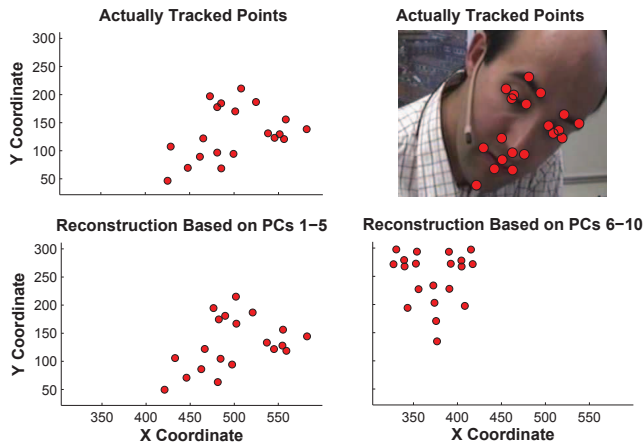 Actually Tracked Points
Actually Tracked Points
300
250
200
150
100
50
Y Coordinate
Reconstruction Based on PCs 1–5
Reconstruction Based on PCs 6–10
300
250
200
150
100
50
Y Coordinate
350 400 450 500 550
350 400 450 500 550
X Coordinate
X Coordinate